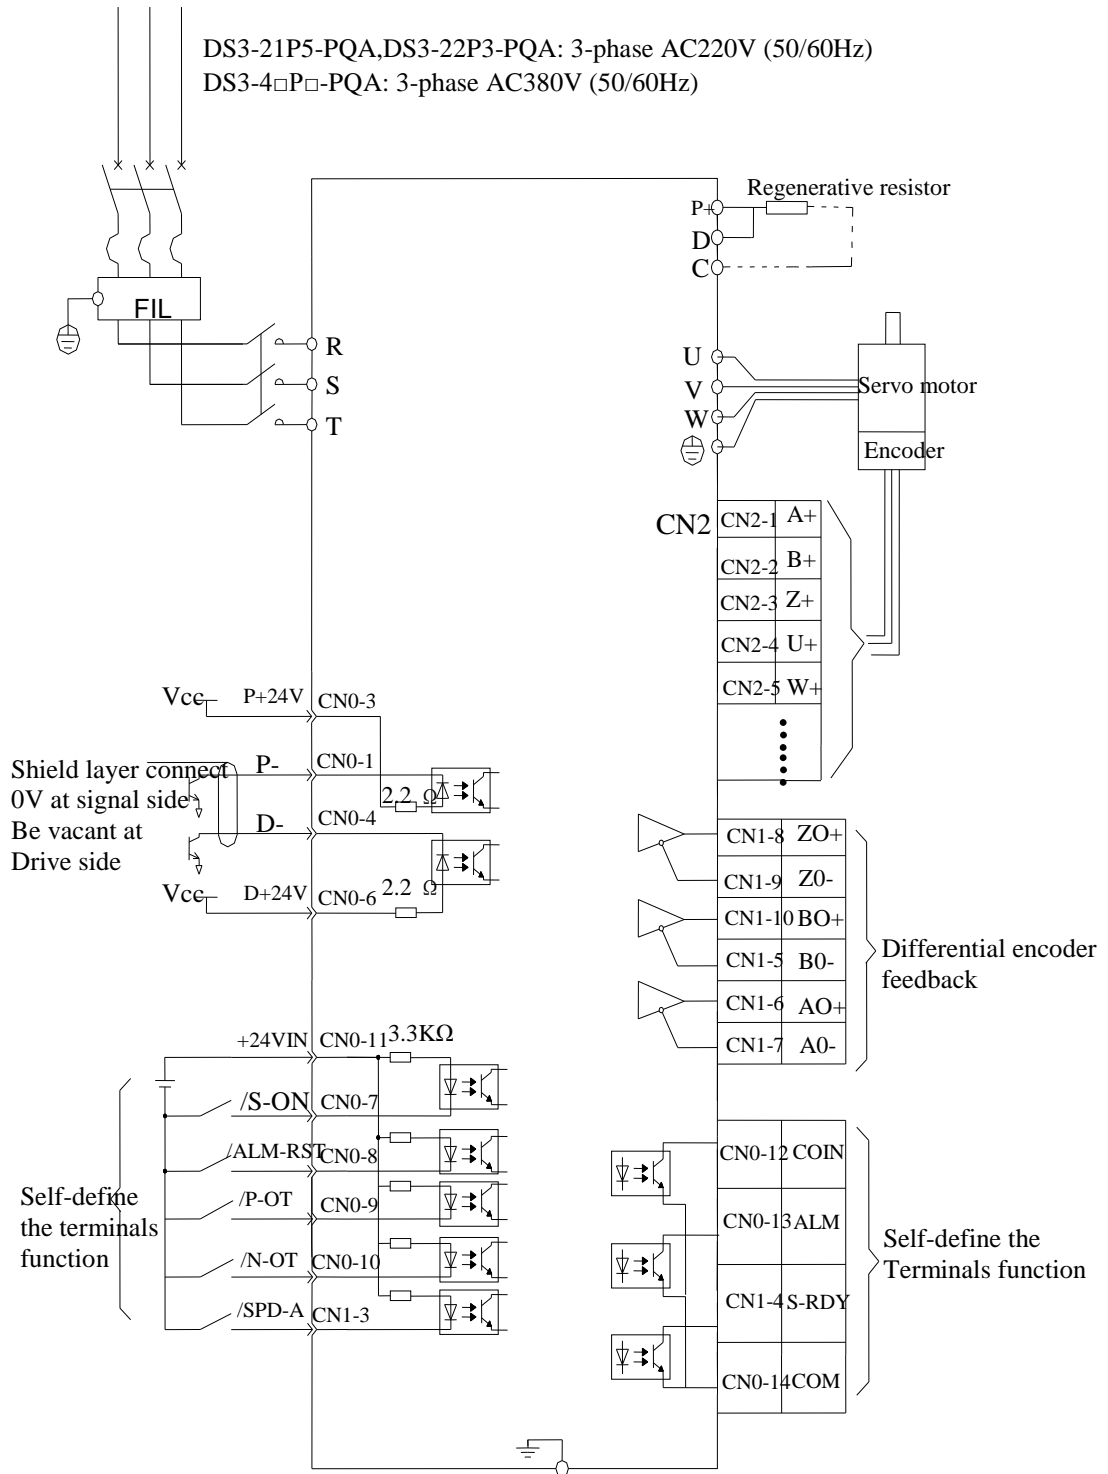 DS3-21P5-PQA,DS3-22P3-PQA: 3-phase AC220V (50/60Hz)
DS3-4□P□-PQA: 3-phase AC380V (50/60Hz)
FIL
R
S
T
P+
Regenerative resistor
D
C
U
V
W
Servo motor
Encoder
CN2
CN2-1 A+
CN2-2 B+
CN2-3 Z+
CN2-4 U+
CN2-5 W+
Vcc P+24V CN0-3
P- CN0-1
2.2 Ω
Shield layer connect
0V at signal side
Be vacant at
Drive side
D- CN0-4
Vcc D+24V CN0-6 2.2 Ω
CN1-8 ZO+
CN1-9 Z0-
CN1-10 BO+
CN1-5 B0-
CN1-6 AO+
CN1-7 A0-
Differential encoder
feedback
+24VIN CN0-11 3.3KΩ
/S-ON CN0-7
/ALM-RST CN0-8
/P-OT CN0-9
/N-OT CN0-10
/SPD-A CN1-3
Self-define
the terminals
function
CN0-12 COIN
CN0-13 ALM
CN1-4 S-RDY
CN0-14 COM
Self-define the
Terminals function